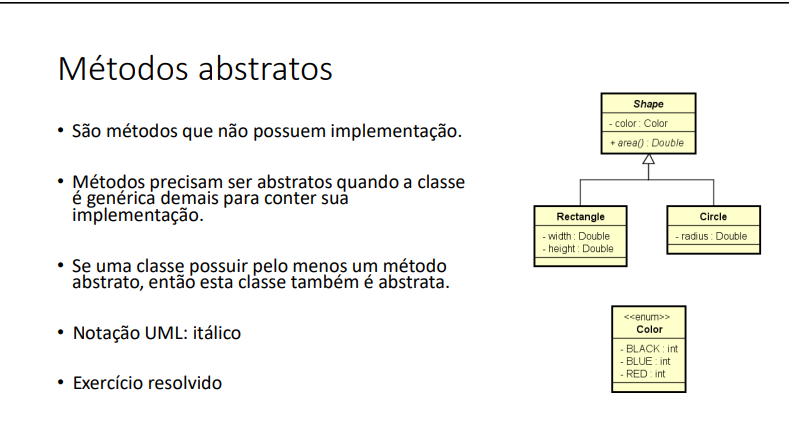 Métodos abstratos
• São métodos que não possuem implementação.
• Métodos precisam ser abstratos quando a classe
é genérica demais para conter sua
implementação.
• Se uma classe possuir pelo menos um método
abstrato, então esta classe também é abstrata.
• Notação UML: itálico
• Exercício resolvido
Shape
- color : Color
+ area() : Double
Rectangle
- width : Double
- height : Double
Circle
- radius : Double
<<enum>>
Color
- BLACK : int
- BLUE : int
- RED : int